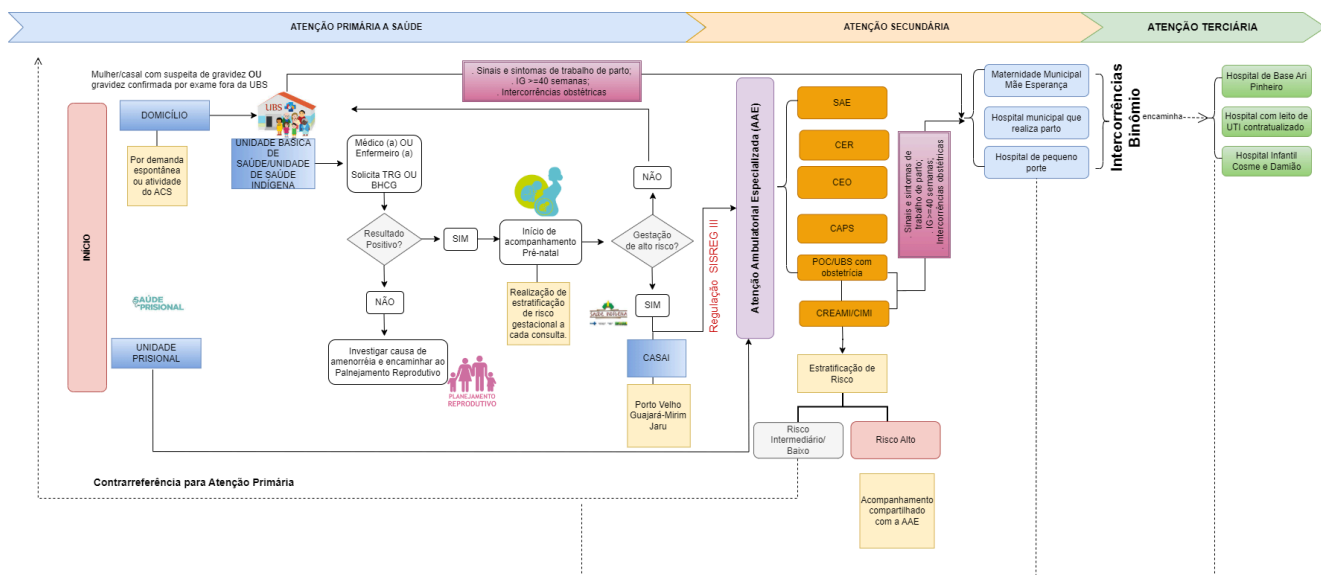 ATENÇÃO PRIMÁRIA A SAÚDE
ATENÇÃO SECUNDÁRIA
ATENÇÃO TERCIÁRIA
Mulher/casal com suspeita de gravidez OU
gravidez confirmada por exame fora da UBS
INÍCIO
DOMICÍLIO
Por demanda
espontânea
ou atividade
do ACS
UBS
UNIDADE BÁSICA
DE
SAÚDE/UNIDADE
DE SAÚDE
INDÍGENA
. Sinais e sintomas de trabalho de parto;
. IG >=40 semanas;
. Intercorrências obstétricas
Médico (a) OU
Enfermeiro (a)
Solicita TRG OU
BHCG
Resultado
Positivo?
SIM
NÃO
Investigar causa de
amenorréia e encaminhar ao
Palnejamento Reprodutivo
PLANEJAMENTO
REPRODUTIVO
Início de
acompanhamento
Pré-natal
Realização de
estratificação
de risco
gestacional a
cada consulta.
NÃO
Gestação
de alto risco?
SIM
SAÚDE INDÍGENA
CASAI
Porto Velho
Guajará-Mirim
Jaru
SAÚDE
PRISIONAL
UNIDADE
PRISIONAL
Regulação SISREG III
Atenção Ambulatorial Especializada (AAE)
SAE
CER
CEO
CAPS
POC/UBS com
obstetrícia
CREAMI/CIMI
Estratificação de
Risco
Risco
Intermediário/
Baixo
Risco Alto
Acompanhamento
compartilhado
com a AAE
. Sinais e sintomas de
trabalho de parto;
. IG>=40 semanas;
. Intercorrências obstétricas
Maternidade Municipal
Mãe Esperança
Hospital municipal que
realiza parto
Hospital de pequeno
porte
Intercorrências
Binômio
encaminha
Hospital de Base Ari
Pinheiro
Hospital com leito de
UTI contratualizado
Hospital Infantil
Cosme e Damião
Contrarreferência para Atenção Primária